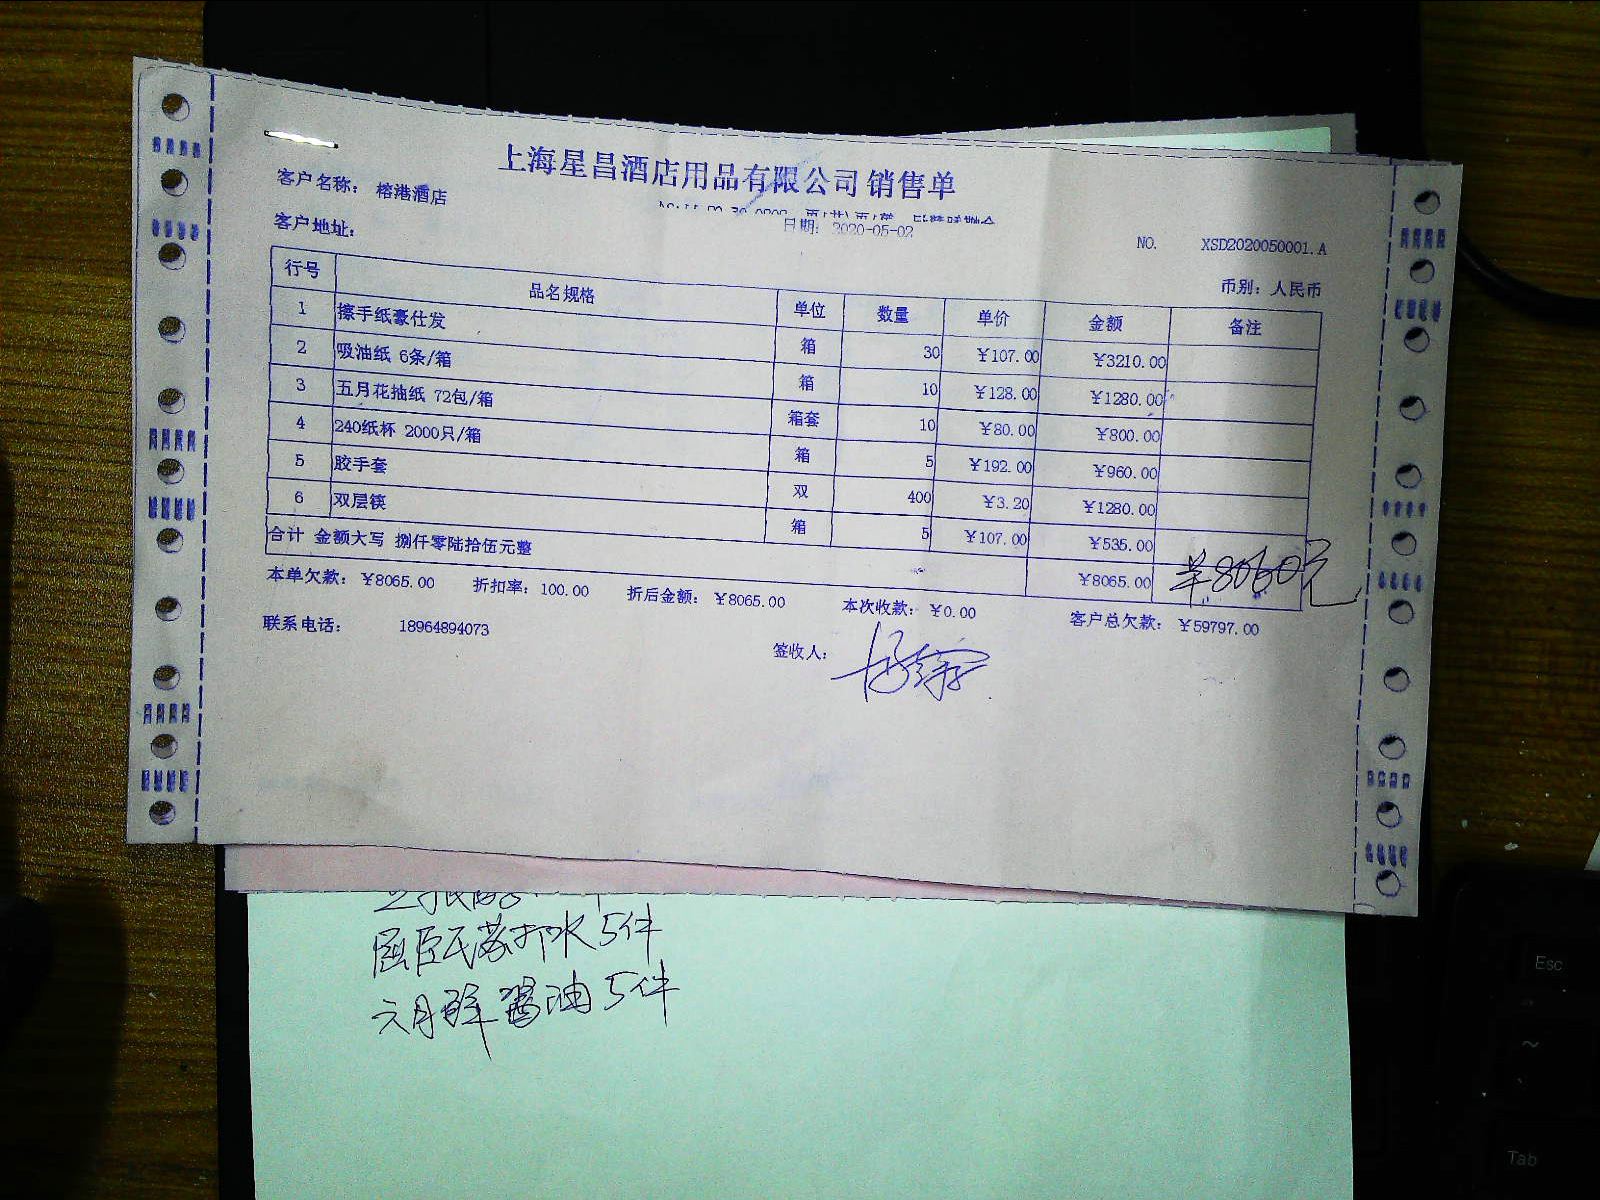 上海星昌酒店用品有限公司销售单
客户名称： 榕港酒店
日期: 2020-05-02
客户地址:
NO. XSD2020050001.A
币别：人民币
行号 品名规格 单位 数量 单价 金额 备注
1 擦手纸豪仕发 箱 30 ￥107.00 ￥3210.00
2 吸油纸 6条/箱 箱 10 ￥128.00 ￥1280.00
3 五月花抽纸 72包/箱 箱套 10 ￥80.00 ￥800.00
4 240纸杯 2000只/箱 箱 5 ￥192.00 ￥960.00
5 胶手套 双 400 ￥3.20 ￥1280.00
6 双层筷 箱 5 ￥107.00 ￥535.00
合计 金额大写 捌仟零陆拾伍元整 ￥8065.00 ￥8060元
本单欠款: ￥8065.00 折扣率: 100.00 折后金额: ￥8065.00 本次收款: ￥0.00 客户总欠款: ￥59797.00
联系电话: 18964894073 签收人:
屈臣氏苏打水5件
六月鲜酱油5件
Esc
~
Tab